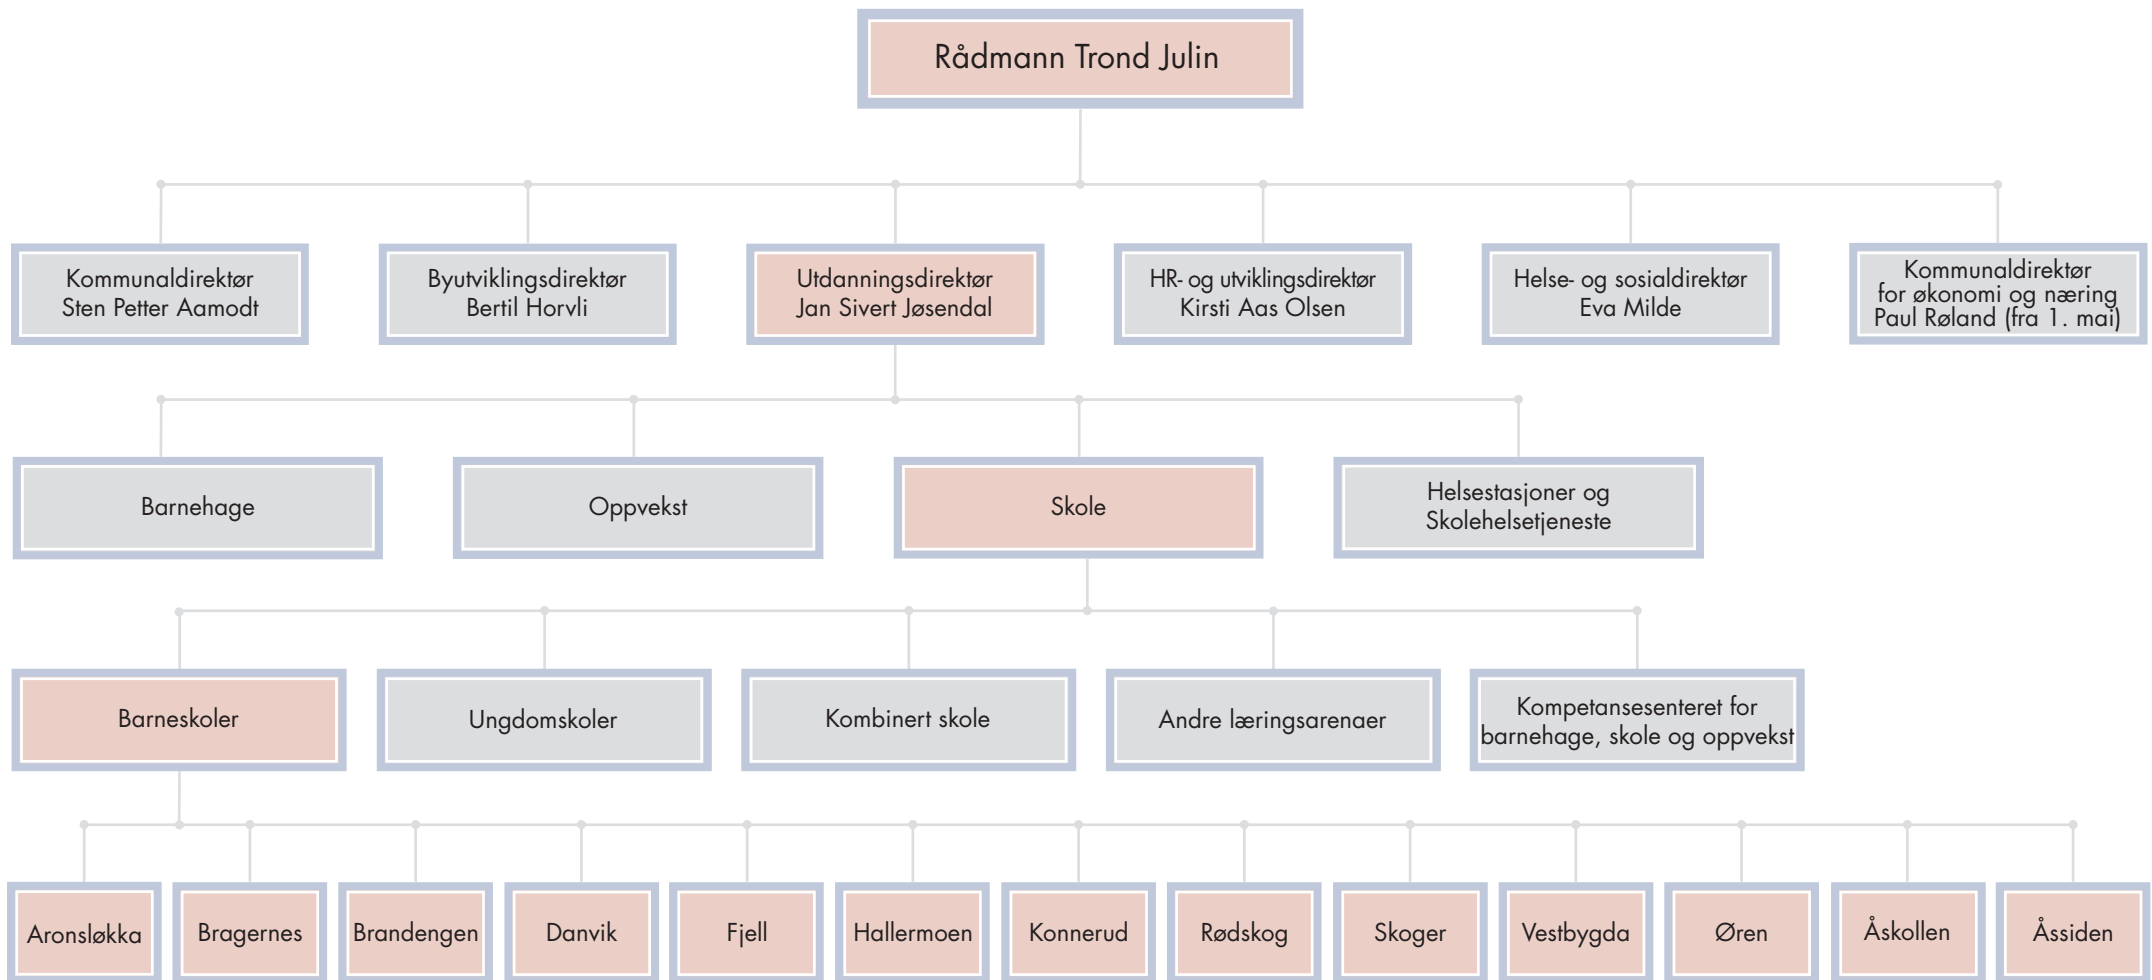 Rådmann Trond Julin
Kommunaldirektør
Sten Petter Aamodt
Byutviklingsdirektør
Bertil Horvli
Utdanningsdirektør
Jan Sivert Jøsendal
HR- og utviklingsdirektør
Kirsti Aas Olsen
Helse- og sosialdirektør
Eva Milde
Kommunaldirektør
for økonomi og næring
Paul Røland (fra 1. mai)
Barnehage
Oppvekst
Skole
Helsestasjoner og
Skolehelsetjeneste
Barneskoler
Ungdomskoler
Kombinert skole
Andre læringsarenaer
Kompetansesenteret for
barnehage, skole og oppvekst
Aronsløkka
Bragernes
Brandengen
Danvik
Fjell
Hallermoen
Konnerud
Rødskog
Skoger
Vestbygda
Øren
Åskollen
Åssiden